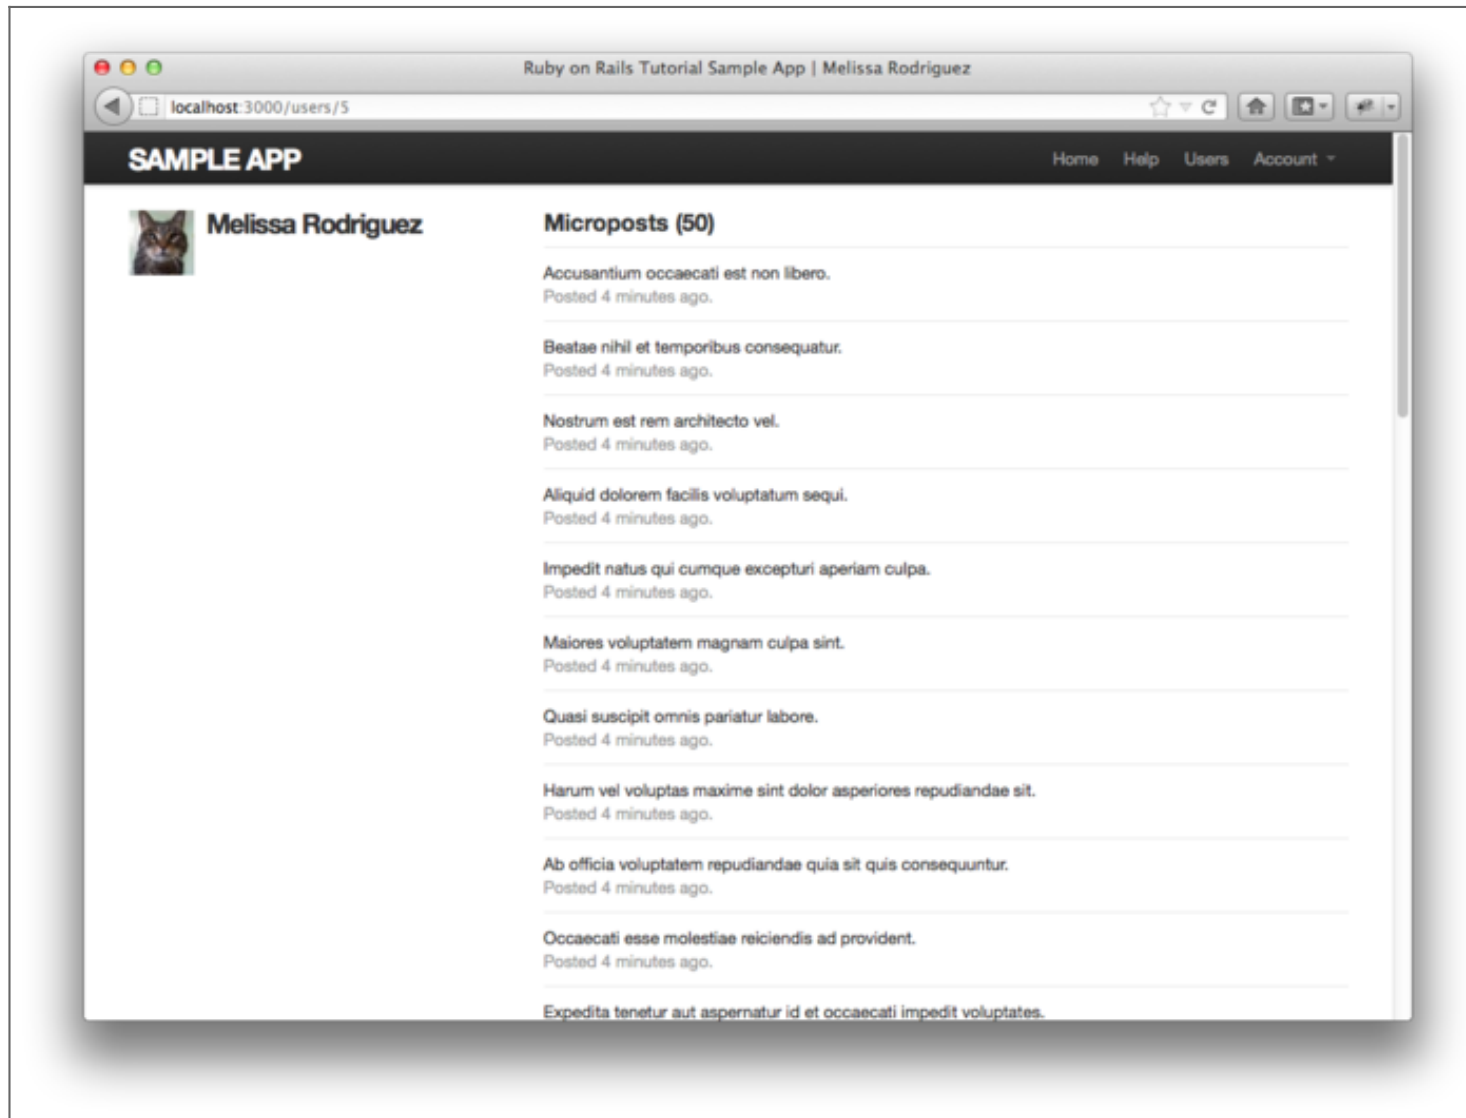 Ruby on Rails Tutorial Sample App | Melissa Rodriguez
localhost:3000/users/5
SAMPLE APP
Home Help Users Account
Melissa Rodriguez
Microposts (50)
Accusantium occaecati est non libero.
Posted 4 minutes ago.
Beatae nihil et temporibus consequatur.
Posted 4 minutes ago.
Nostrum est rem architecto vel.
Posted 4 minutes ago.
Aliquid dolorem facilis voluptatum sequi.
Posted 4 minutes ago.
Impedit natus qui cumque excepturi aperiam culpa.
Posted 4 minutes ago.
Maiores voluptatem magnam culpa sint.
Posted 4 minutes ago.
Quasi suscipit omnis pariatur labore.
Posted 4 minutes ago.
Harum vel voluptas maxime sint dolor asperiores repudiandae sit.
Posted 4 minutes ago.
Ab officia voluptatem repudiandae quia sit quis consequuntur.
Posted 4 minutes ago.
Occaecati esse molestiae reiciendis ad provident.
Posted 4 minutes ago.
Expedita tenetur aut aspernatur id et occaecati impedit voluptates.